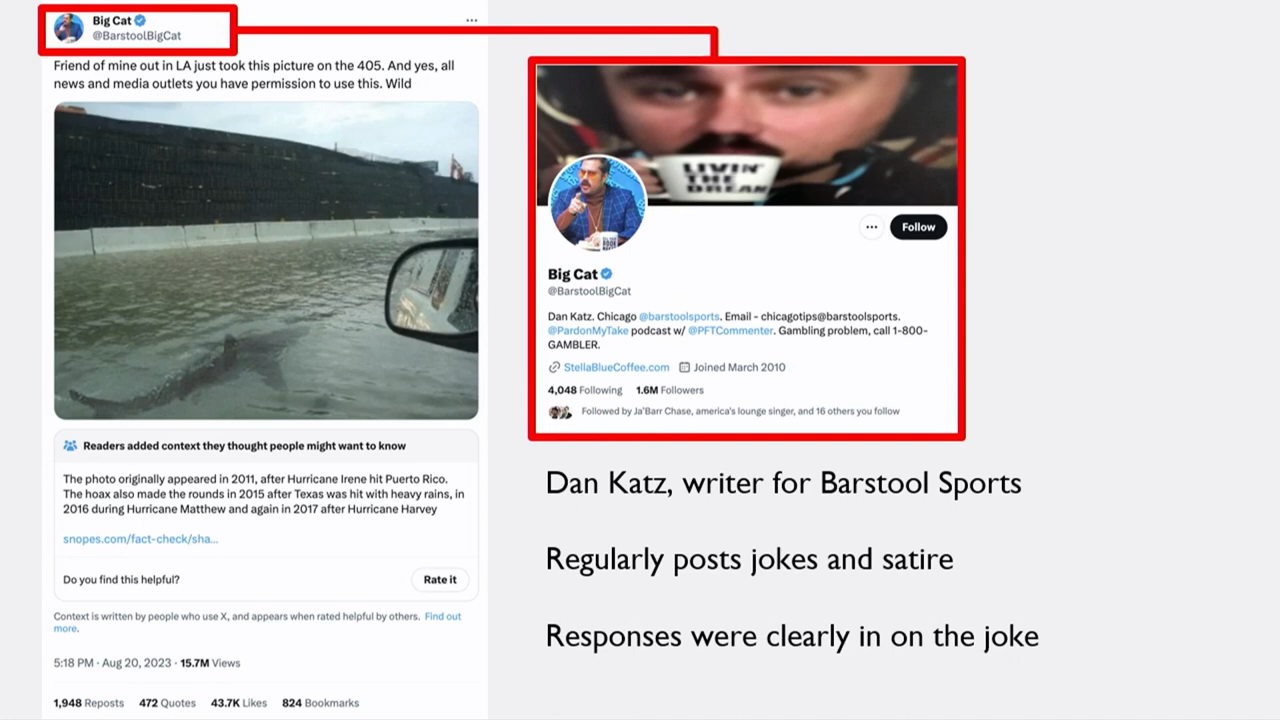 Big Cat
@BarstoolBigCat
Friend of mine out in LA just took this picture on the 405. And yes, all
news and media outlets you have permission to use this. Wild
Readers added context they thought people might want to know
The photo originally appeared in 2011, after Hurricane Irene hit Puerto Rico.
The hoax also made the rounds in 2015 after Texas was hit with heavy rains, in
2016 during Hurricane Matthew and again in 2017 after Hurricane Harvey
snopes.com/fact-check/sha...
Do you find this helpful?
Rate it
Context is written by people who use X, and appears when rated helpful by others. Find out
more.
5:18 PM · Aug 20, 2023 · 15.7M Views
1,948 Reposts 472 Quotes 43.7K Likes 824 Bookmarks
LIVIN'
THE
DREAM
Follow
Big Cat
@BarstoolBigCat
Dan Katz. Chicago @barstoolsports. Email - chicagotips@barstoolsports.
@PardonMyTake podcast w/ @PFTCommenter. Gambling problem, call 1-800-
GAMBLER.
StellaBlueCoffee.com Joined March 2010
4,048 Following 1.6M Followers
Followed by Ja'Barr Chase, america's lounge singer, and 16 others you follow
Dan Katz, writer for Barstool Sports
Regularly posts jokes and satire
Responses were clearly in on the joke